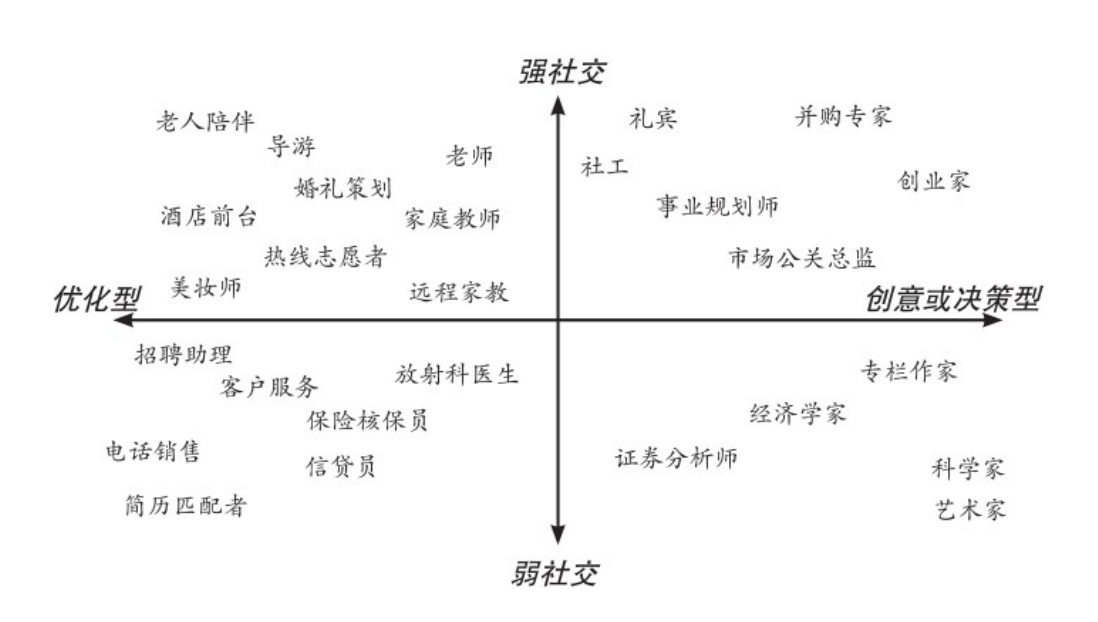 强社交
老人陪伴
礼宾
并购专家
导游
老师
社工
婚礼策划
创业家
酒店前台
家庭教师
事业规划师
热线志愿者
市场公关总监
美妆师
远程家教
优化型
创意或决策型
招聘助理
客户服务
放射科医生
专栏作家
保险核保员
经济学家
电话销售
信贷员
证券分析师
科学家
简历匹配者
艺术家
弱社交